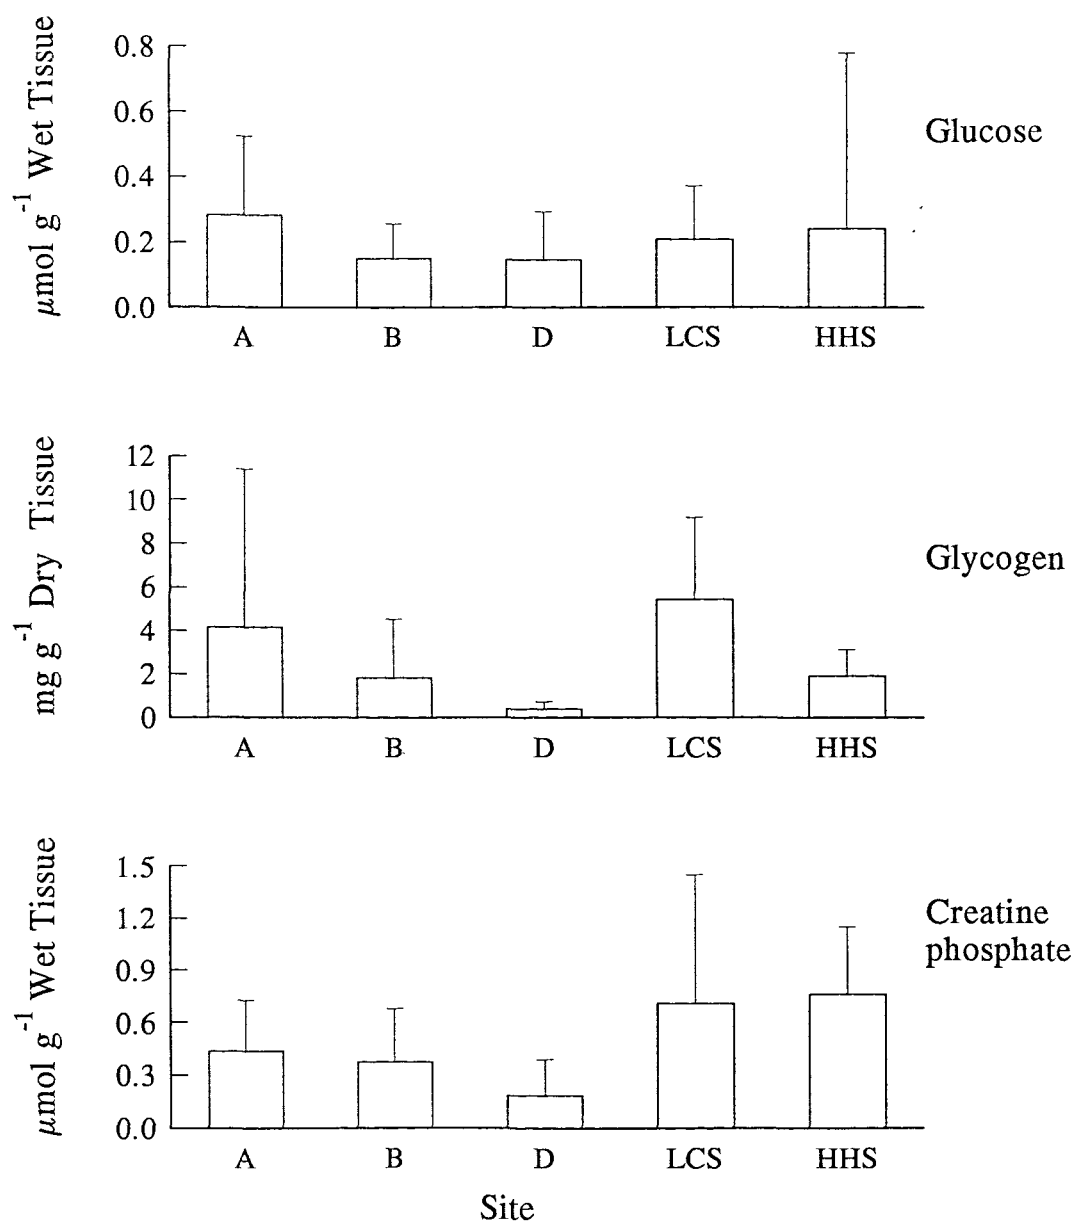 μmol g⁻¹ Wet Tissue
0.8
0.6
0.4
0.2
0.0
Glucose
A B D LCS HHS
mg g⁻¹ Dry Tissue
12
10
8
6
4
2
0
Glycogen
A B D LCS HHS
μmol g⁻¹ Wet Tissue
1.5
1.2
0.9
0.6
0.3
0.0
Creatine
phosphate
A B D LCS HHS
Site